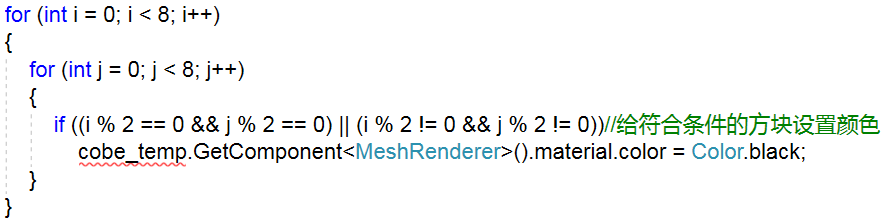 for (int i = 0; i < 8; i++)
{
for (int j = 0; j < 8; j++)
{
if ((i % 2 == 0 && j % 2 == 0) || (i % 2 != 0 && j % 2 != 0))//给符合条件的方块设置颜色
cobe_temp.GetComponent<MeshRenderer>().material.color = Color.black;
}
}